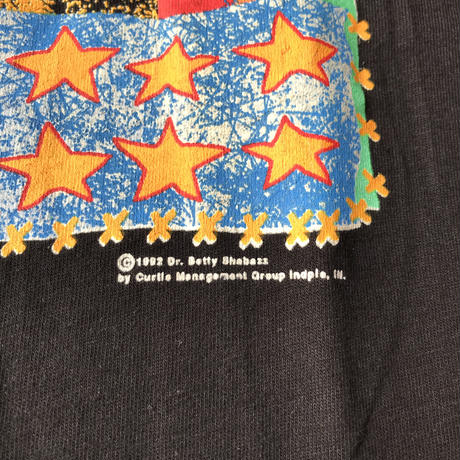 © 1992 Dr. Betty Shabazz
by Curtis Management Group Indpls, IN.